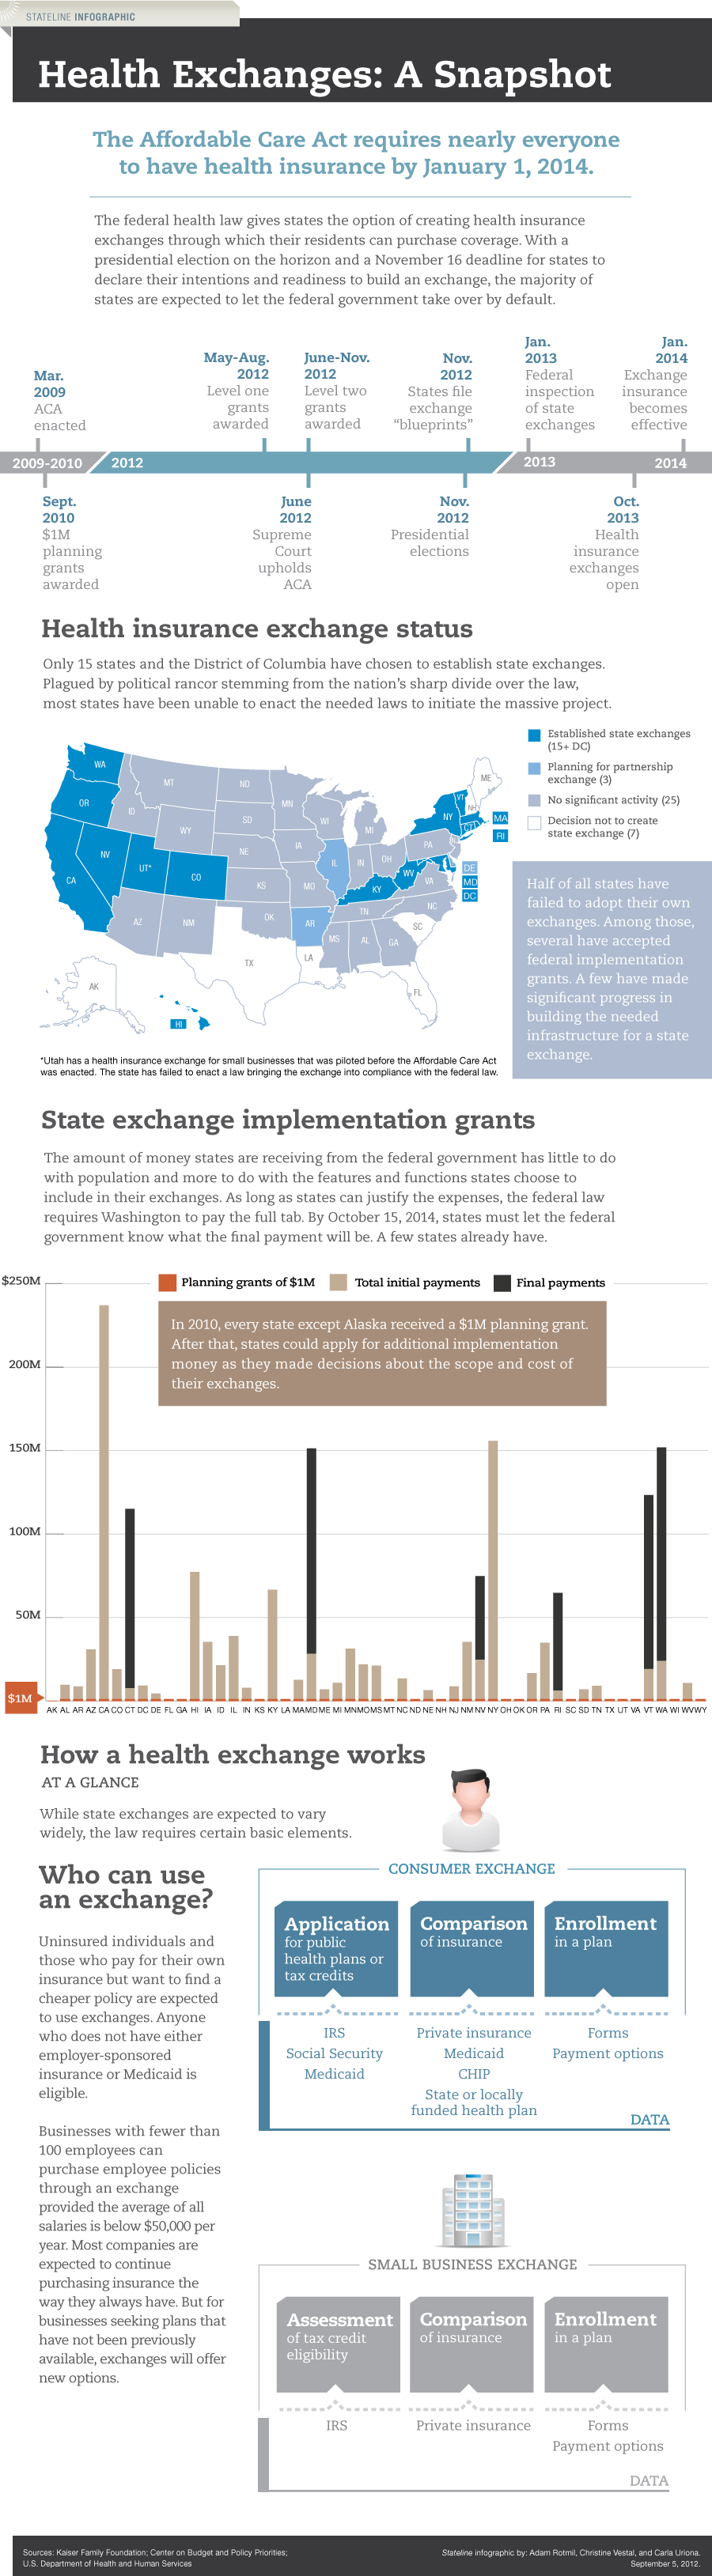 STATELINE INFOGRAPHIC
Health Exchanges: A Snapshot
The Affordable Care Act requires nearly everyone
to have health insurance by January 1, 2014.
The federal health law gives states the option of creating health insurance
exchanges through which their residents can purchase coverage. With a
presidential election on the horizon and a November 16 deadline for states to
declare their intentions and readiness to build an exchange, the majority of
states are expected to let the federal government take over by default.
Mar.
2009
ACA
enacted
May-Aug.
2012
Level one
grants
awarded
June-Nov.
2012
Level two
grants
awarded
Nov.
2012
States file
exchange
“blueprints”
Jan.
2013
Federal
inspection
of state
exchanges
Jan.
2014
Exchange
insurance
becomes
effective
2009-2010
2012
2013
2014
Sept.
2010
$1M
planning
grants
awarded
June
2012
Supreme
Court
upholds
ACA
Nov.
2012
Presidential
elections
Oct.
2013
Health
insurance
exchanges
open
Health insurance exchange status
Only 15 states and the District of Columbia have chosen to establish state exchanges.
Plagued by political rancor stemming from the nation’s sharp divide over the law,
most states have been unable to enact the needed laws to initiate the massive project.
WA
OR
CA
NV
ID
MT
WY
UT*
CO
AZ
NM
ND
SD
NE
KS
OK
TX
MN
IA
MO
AR
LA
WI
IL
MI
IN
OH
KY
TN
MS
AL
GA
FL
SC
NC
VA
WV
PA
NY
VT
NH
ME
CT
NJ
MA
RI
DE
MD
DC
AK
HI
Established state exchanges
(15+ DC)
Planning for partnership
exchange (3)
No significant activity (25)
Decision not to create
state exchange (7)
Half of all states have
failed to adopt their own
exchanges. Among those,
several have accepted
federal implementation
grants. A few have made
significant progress in
building the needed
infrastructure for a state
exchange.
*Utah has a health insurance exchange for small businesses that was piloted before the Affordable Care Act
was enacted. The state has failed to enact a law bringing the exchange into compliance with the federal law.
State exchange implementation grants
The amount of money states are receiving from the federal government has little to do
with population and more to do with the features and functions states choose to
include in their exchanges. As long as states can justify the expenses, the federal law
requires Washington to pay the full tab. By October 15, 2014, states must let the federal
government know what the final payment will be. A few states already have.
$250M
200M
150M
100M
50M
$1M
Planning grants of $1M
Total initial payments
Final payments
In 2010, every state except Alaska received a $1M planning grant.
After that, states could apply for additional implementation
money as they made decisions about the scope and cost of
their exchanges.
AK AL AR AZ CA CO CT DC DE FL GA HI IA ID IL IN KS KY LA MA MD ME MI MN MO MS MT NC ND NE NH NJ NM NV NY OH OK OR PA RI SC SD TN TX UT VA VT WA WI WV WY
How a health exchange works
AT A GLANCE
While state exchanges are expected to vary
widely, the law requires certain basic elements.
Who can use
an exchange?
Uninsured individuals and
those who pay for their own
insurance but want to find a
cheaper policy are expected
to use exchanges. Anyone
who does not have either
employer-sponsored
insurance or Medicaid is
eligible.
Businesses with fewer than
100 employees can
purchase employee policies
through an exchange
provided the average of all
salaries is below $50,000 per
year. Most companies are
expected to continue
purchasing insurance the
way they always have. But for
businesses seeking plans that
have not been previously
available, exchanges will offer
new options.
CONSUMER EXCHANGE
Application
for public
health plans or
tax credits
Comparison
of insurance
Enrollment
in a plan
IRS
Social Security
Medicaid
Private insurance
Medicaid
CHIP
State or locally
funded health plan
Forms
Payment options
DATA
SMALL BUSINESS EXCHANGE
Assessment
of tax credit
eligibility
Comparison
of insurance
Enrollment
in a plan
IRS
Private insurance
Forms
Payment options
DATA
Sources: Kaiser Family Foundation; Center on Budget and Policy Priorities;
U.S. Department of Health and Human Services
Stateline infographic by: Adam Rotmil, Christine Vestal, and Carla Uriona.
September 5, 2012.